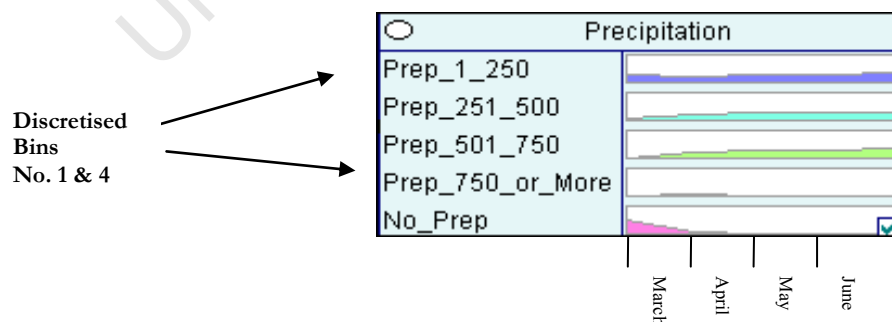 Precipitation
Prep_1_250
Prep_251_500
Prep_501_750
Prep_750_or_More
No_Prep
Discretised
Bins
No. 1 & 4
March
April
May
June